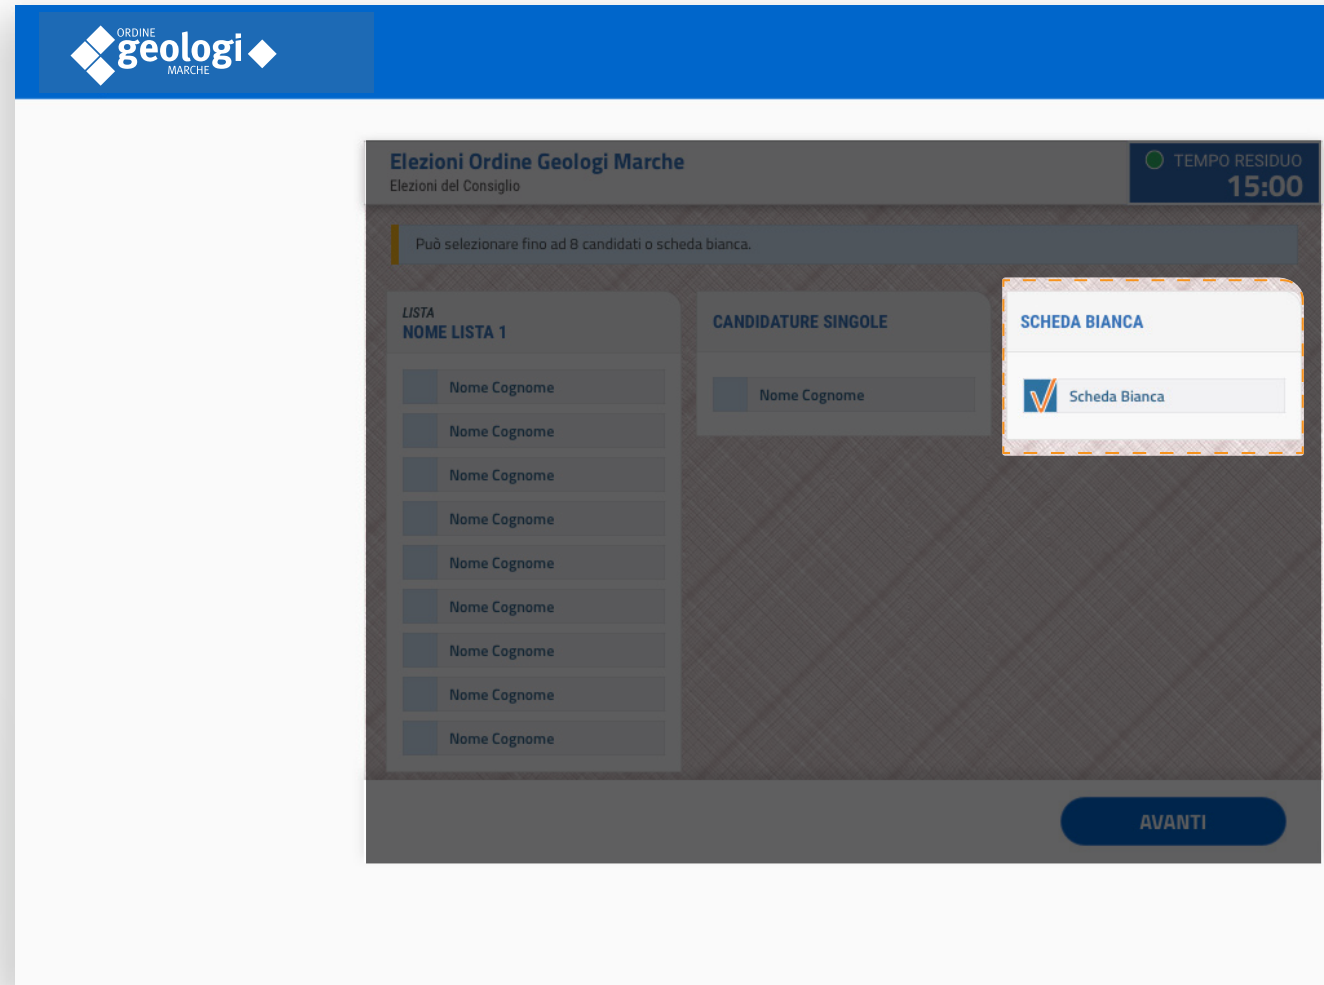 ORDINE
geologi
MARCHE
Elezioni Ordine Geologi Marche
Elezioni del Consiglio
TEMPO RESIDUO
15:00
Può selezionare fino ad 8 candidati o scheda bianca.
LISTA
NOME LISTA 1
Nome Cognome
Nome Cognome
Nome Cognome
Nome Cognome
Nome Cognome
Nome Cognome
Nome Cognome
Nome Cognome
Nome Cognome
CANDIDATURE SINGOLE
Nome Cognome
SCHEDA BIANCA
Scheda Bianca
AVANTI